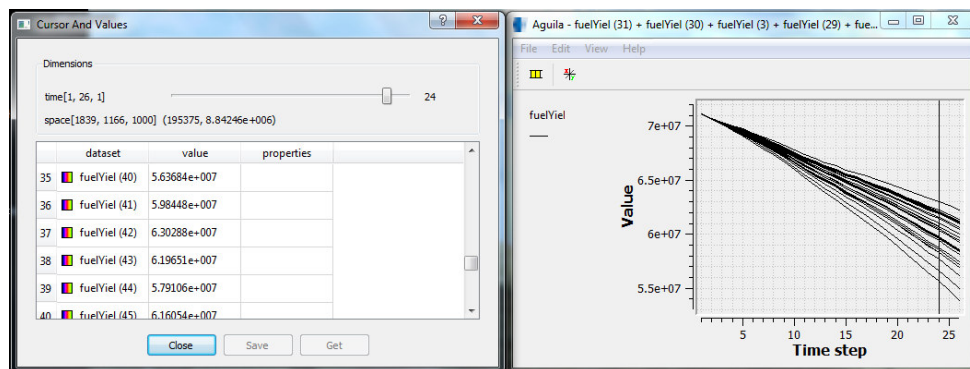 Cursor And Values
Dimensions
time[1, 26, 1] 24
space[1839, 1166, 1000] (195375, 8.84246e+006)
dataset value properties
35 fuelYiel (40) 5.63684e+007
36 fuelYiel (41) 5.98448e+007
37 fuelYiel (42) 6.30288e+007
38 fuelYiel (43) 6.19651e+007
39 fuelYiel (44) 5.79106e+007
40 fuelYiel (45) 6.16054e+007
Close Save Get
Aguila - fuelYiel (31) + fuelYiel (30) + fuelYiel (3) + fuelYiel (29) + fue...
File Edit View Help
fuelYiel
7e+07
6.5e+07
6e+07
5.5e+07
Value
5 10 15 20 25
Time step